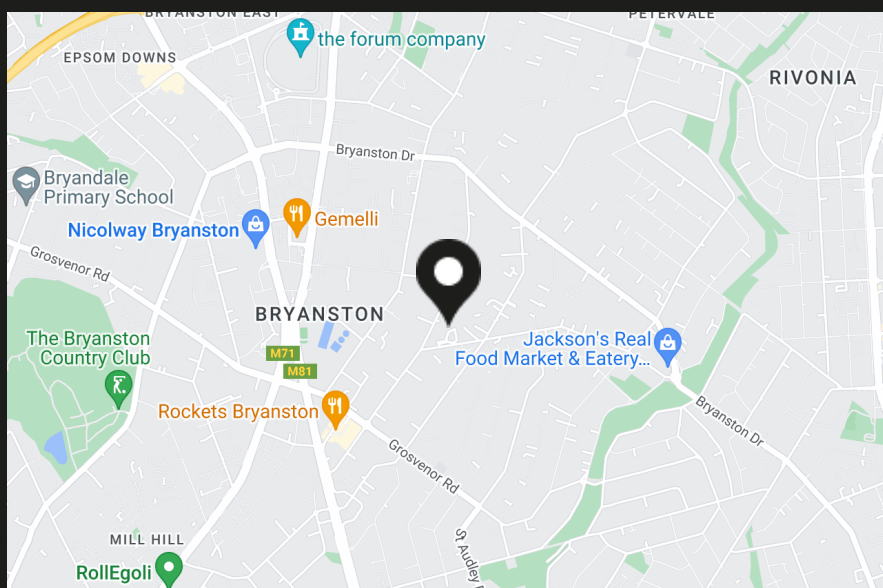 BRYANSTON EAST
PETERVALE
the forum company
EPSOM DOWNS
RIVONIA
Bryanston Dr
Bryandale
Primary School
Gemelli
Nicolway Bryanston
Grosvenor Rd
BRYANSTON
The Bryanston
Country Club
Jackson's Real
Food Market & Eatery...
M71
M81
Rockets Bryanston
Bryanston Dr
Grosvenor Rd
St Audley
MILL HILL
RollEgoli